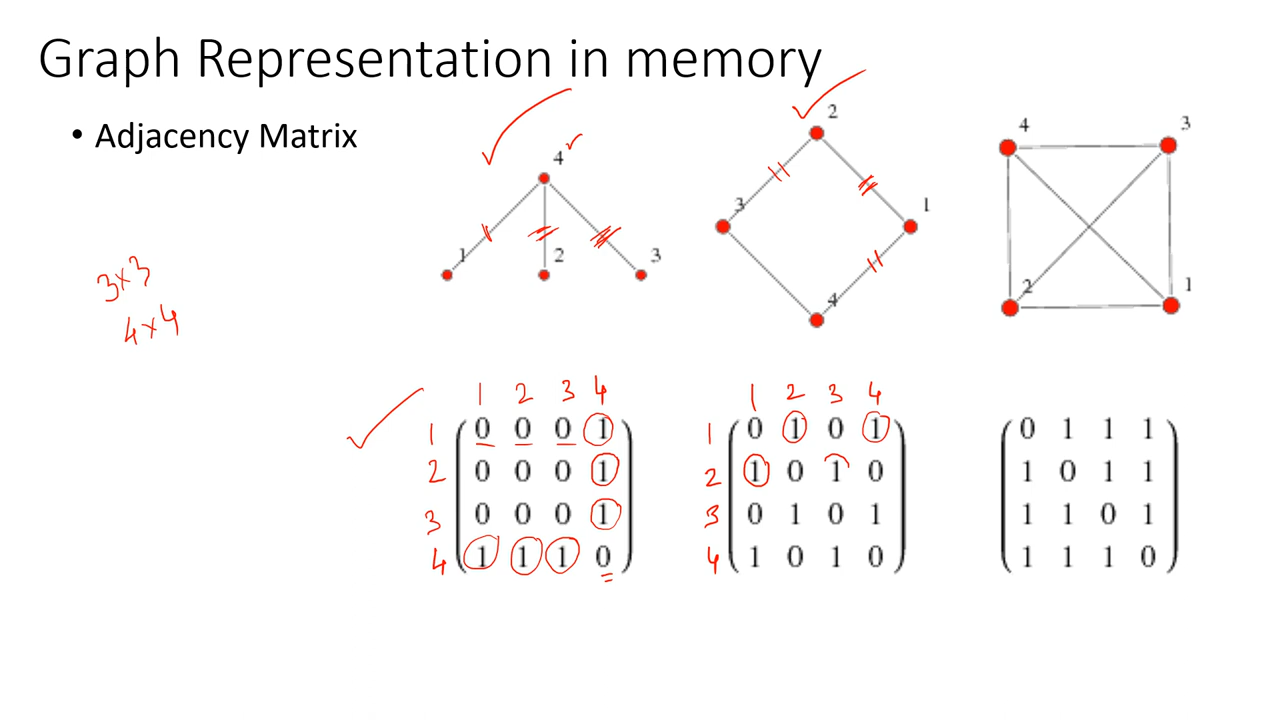 Graph Representation in memory
• Adjacency Matrix
3x3
4x4
4
1 2 3
2
3 1
4
4 3
2 1
1 2 3 4
1 0 0 0 1
2 0 0 0 1
3 0 0 0 1
4 1 1 1 0
1 2 3 4
1 0 1 0 1
2 1 0 1 0
3 0 1 0 1
4 1 0 1 0
0 1 1 1
1 0 1 1
1 1 0 1
1 1 1 0